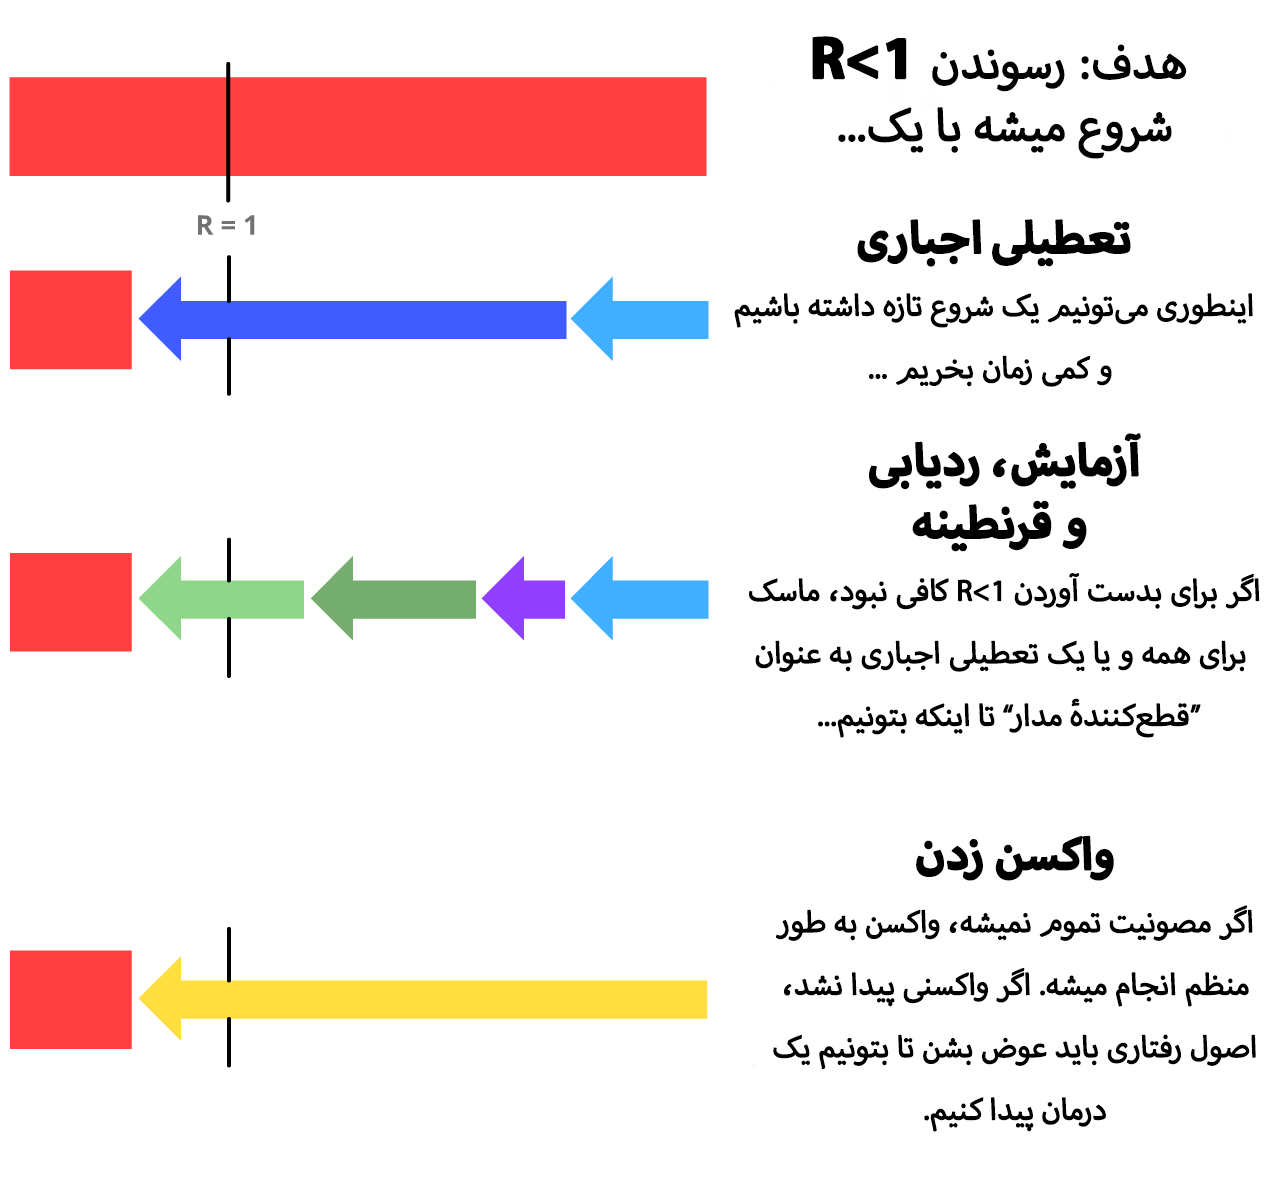 هدف: رسوندن R<1
شروع میشه با یک...
R = 1
تعطیلی اجباری
اینطوری می‌تونیم یک شروع تازه داشته باشیم
و کمی زمان بخریم ...
آزمایش، ردیابی
و قرنطینه
اگر برای بدست آوردن R<1 کافی نبود، ماسک
برای همه و یا یک تعطیلی اجباری به عنوان
”قطع‌کنندهٔ مدار“ تا اینکه بتونیم...
واکسن زدن
اگر مصونیت تموم نمیشه، واکسن به طور
منظم انجام میشه. اگر واکسنی پیدا نشد،
اصول رفتاری باید عوض بشن تا بتونیم یک
درمان پیدا کنیم.